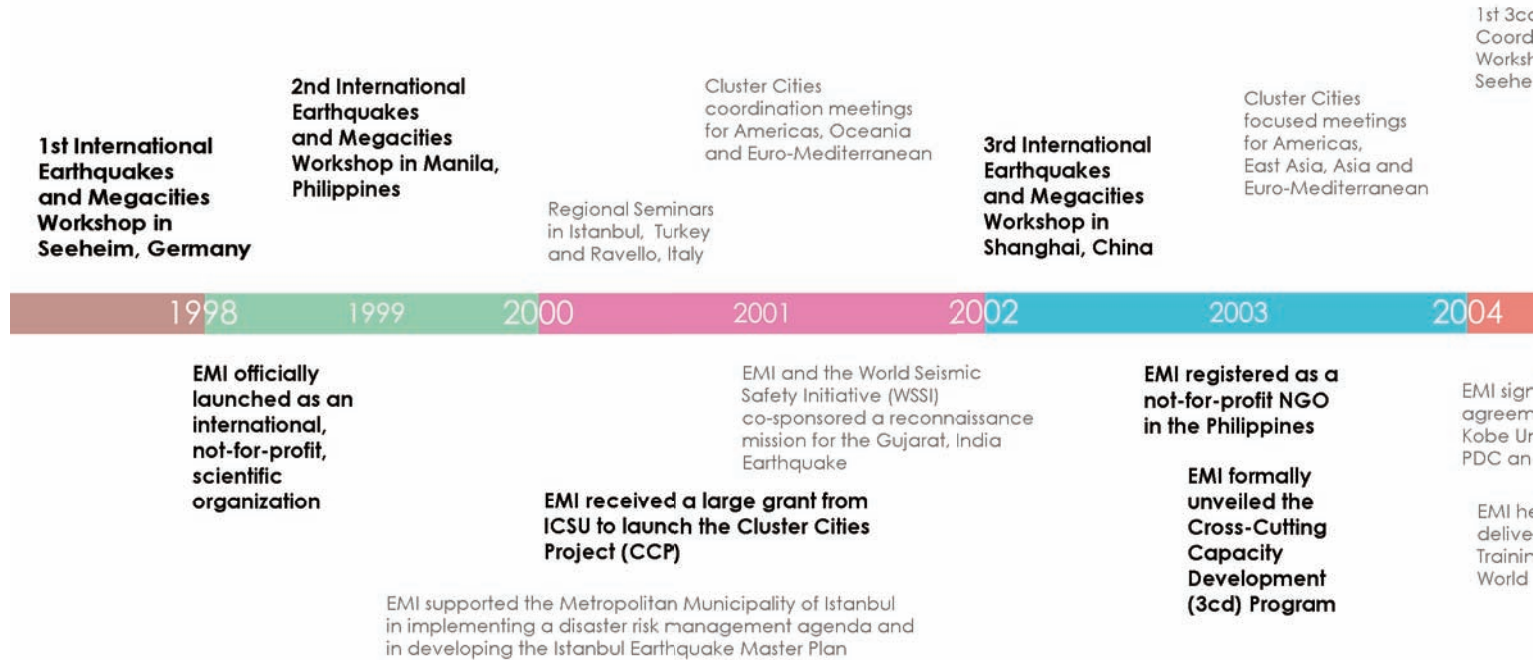 1st International
Earthquakes
and Megacities
Workshop in
Seeheim, Germany
2nd International
Earthquakes
and Megacities
Workshop in Manila,
Philippines
Regional Seminars
in Istanbul, Turkey
and Ravello, Italy
Cluster Cities
coordination meetings
for Americas, Oceania
and Euro-Mediterranean
3rd International
Earthquakes
and Megacities
Workshop in
Shanghai, China
Cluster Cities
focused meetings
for Americas,
East Asia, Asia and
Euro-Mediterranean
1st
1998 1999 2000 2001 2002 2003 2004
EMI officially
launched as an
international,
not-for-profit,
scientific
organization
EMI supported the Metropolitan Municipality of Istanbul
in implementing a disaster risk management agenda and
in developing the Istanbul Earthquake Master Plan
EMI received a large grant from
ICSU to launch the Cluster Cities
Project (CCP)
EMI and the World Seismic
Safety Initiative (WSSI)
co-sponsored a reconnaissance
mission for the Gujarat, India
Earthquake
EMI registered as a
not-for-profit NGO
in the Philippines
EMI formally
unveiled the
Cross-Cutting
Capacity
Development
(3cd) Program
EMI
Kobe
PDC
EMI
World